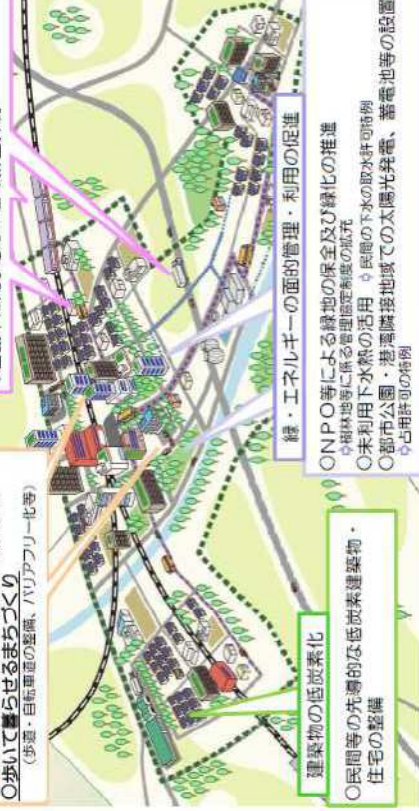 ○歩いて暮らせるまちづくり
（歩道・自転車道の整備、バリアフリー化等）
緑・エネルギーの面的管理・利用の促進
○NPO等による緑地の保全及び緑化の推進
◇樹林地等に係る管理協定制度の拡充
○未利用下水熱の活用 ◇民間の下水の取水許可特例
○都市公園・港湾隣接地域での太陽光発電、蓄電池等の設置
◇占用許可の特例
建築物の低炭素化
○民間等の先導的な低炭素建築物・
住宅の整備